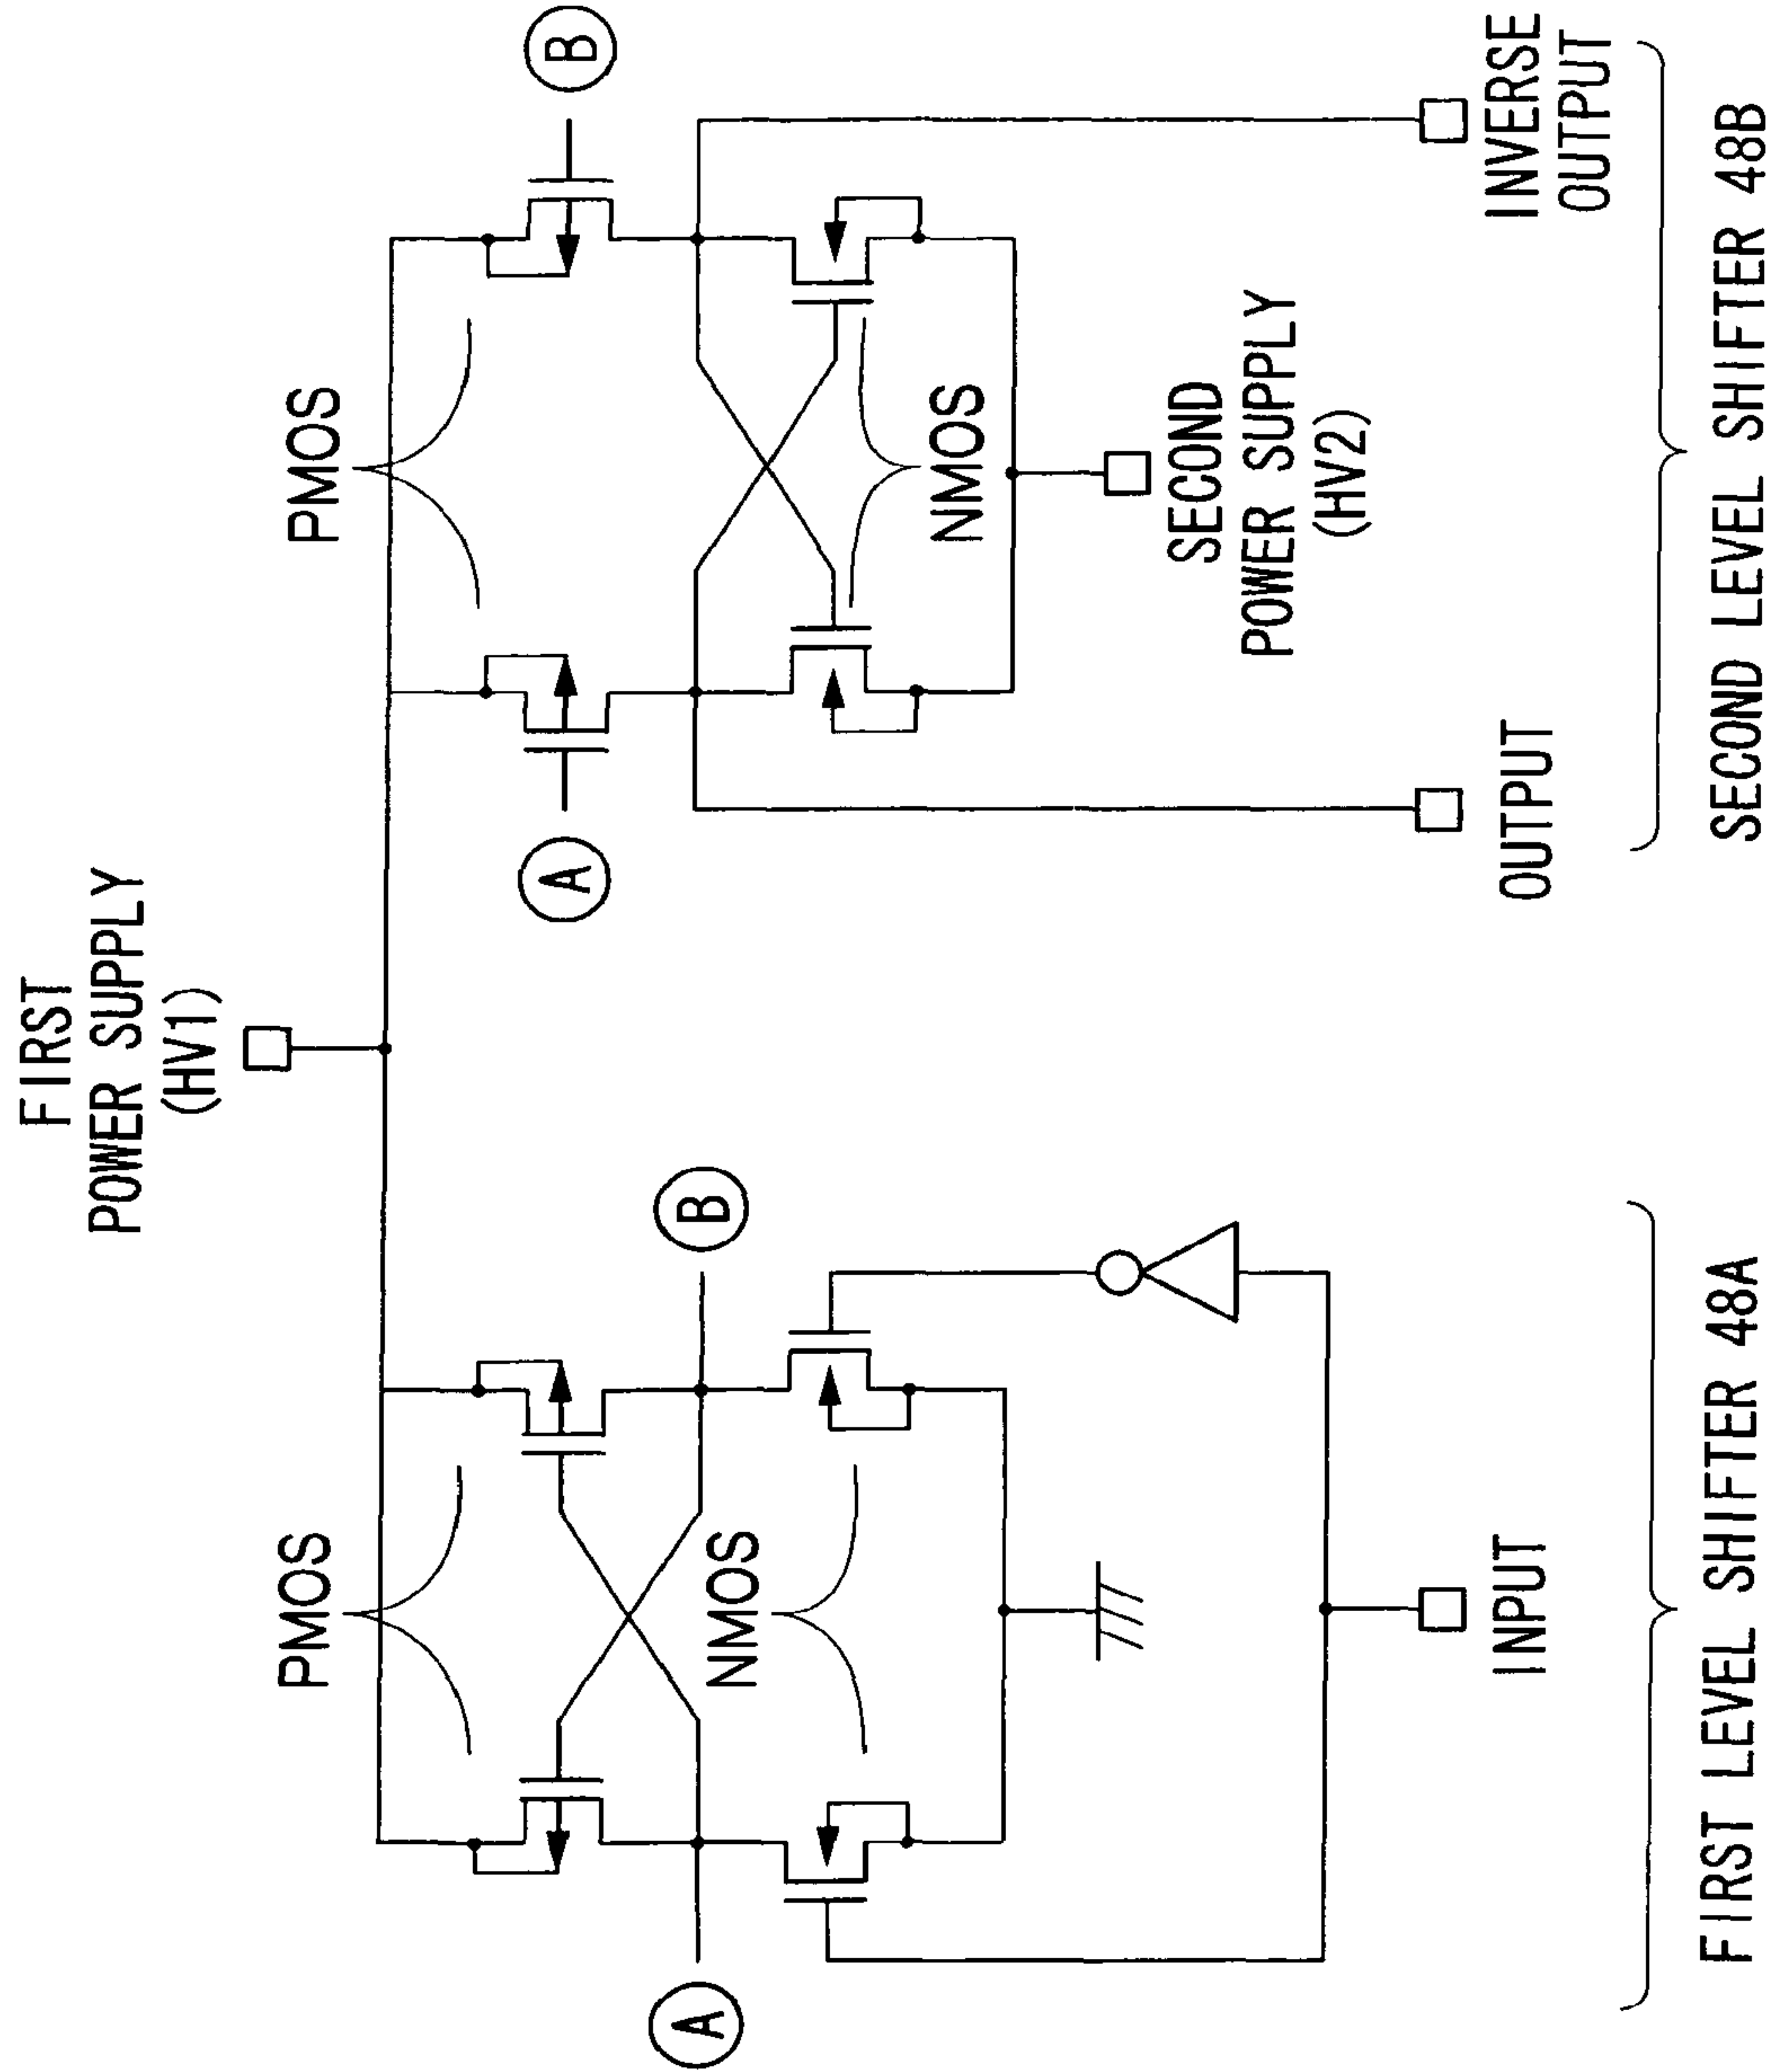 FIRST
POWER SUPPLY
(HV1)
PMOS
PMOS
A
B
A
B
NMOS
NMOS
SECOND
POWER SUPPLY
(HV2)
INPUT
OUTPUT
INVERSE
OUTPUT
FIRST LEVEL SHIFTER 48A
SECOND LEVEL SHIFTER 48B